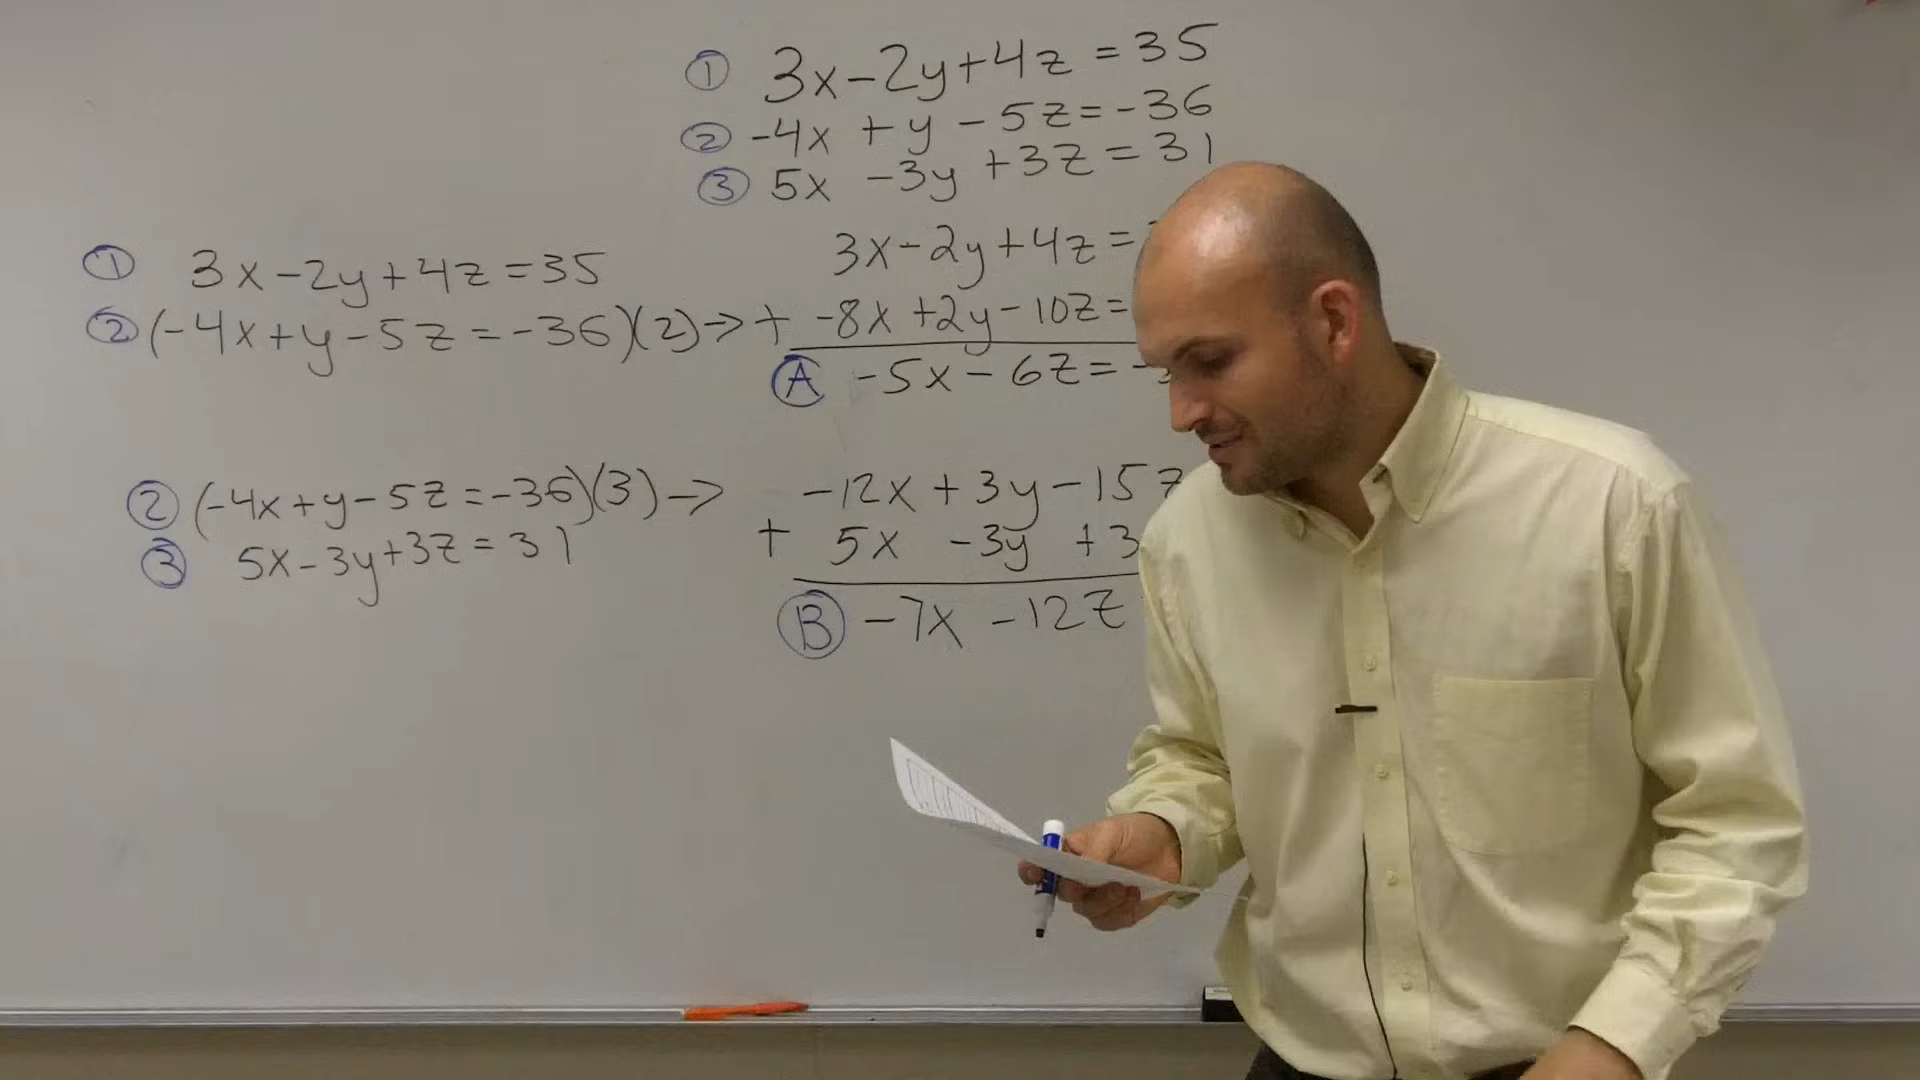 ① 3x-2y+4z=35
② -4x+y-5z=-36
③ 5x-3y+3z=31
① 3x-2y+4z=35
② (-4x+y-5z=-36)(2)→
3x-2y+4z=
+ -8x+2y-10z=
Ⓐ -5x-6z=-
② (-4x+y-5z=-36)(3)→
③ 5x-3y+3z=31
-12x+3y-15z
+ 5x-3y+3
Ⓑ -7x-12z